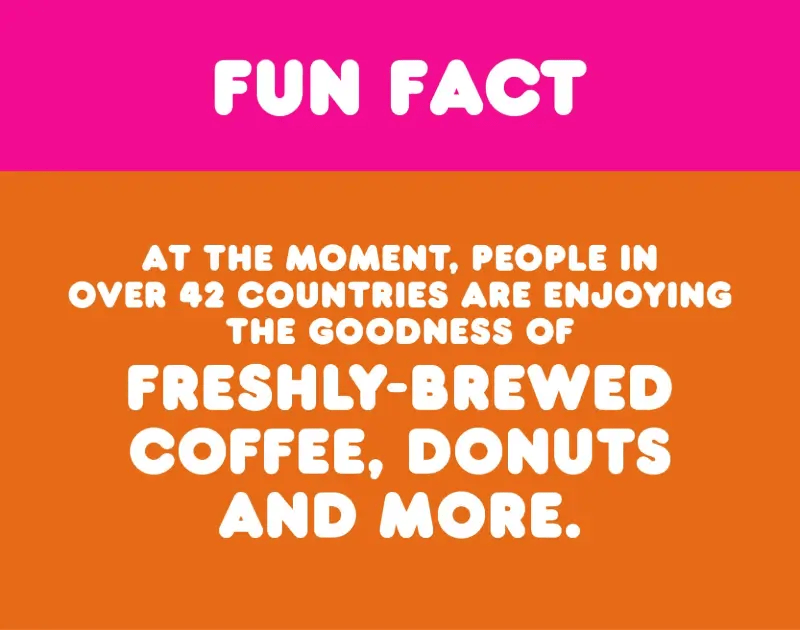 FUN FACT
AT THE MOMENT, PEOPLE IN
OVER 42 COUNTRIES ARE ENJOYING
THE GOODNESS OF
FRESHLY-BREWED
COFFEE, DONUTS
AND MORE.